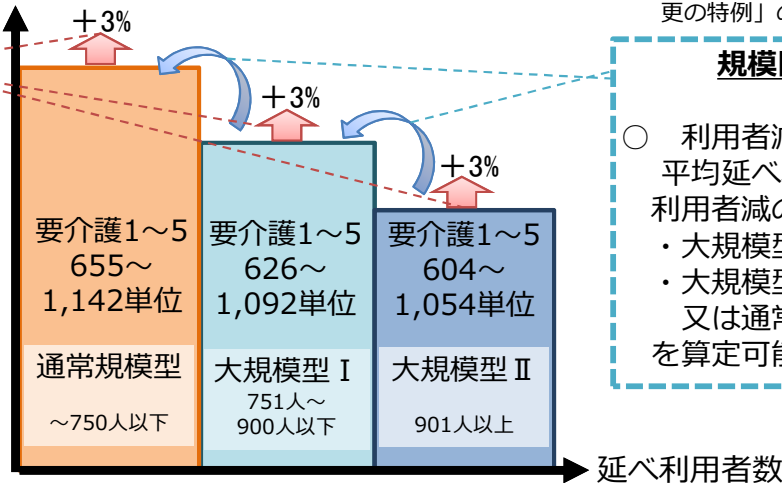 更の特例」の
+3%
+3%
+3%
規模
○ 利用者減
平均延べ
利用者減の
・大規模型
・大規模型
又は通常
を算定可能
要介護1~5
655~
1,142単位
通常規模型
~750人以下
要介護1~5
626~
1,092単位
大規模型Ⅰ
751人~
900人以下
要介護1~5
604~
1,054単位
大規模型Ⅱ
901人以上
延べ利用者数